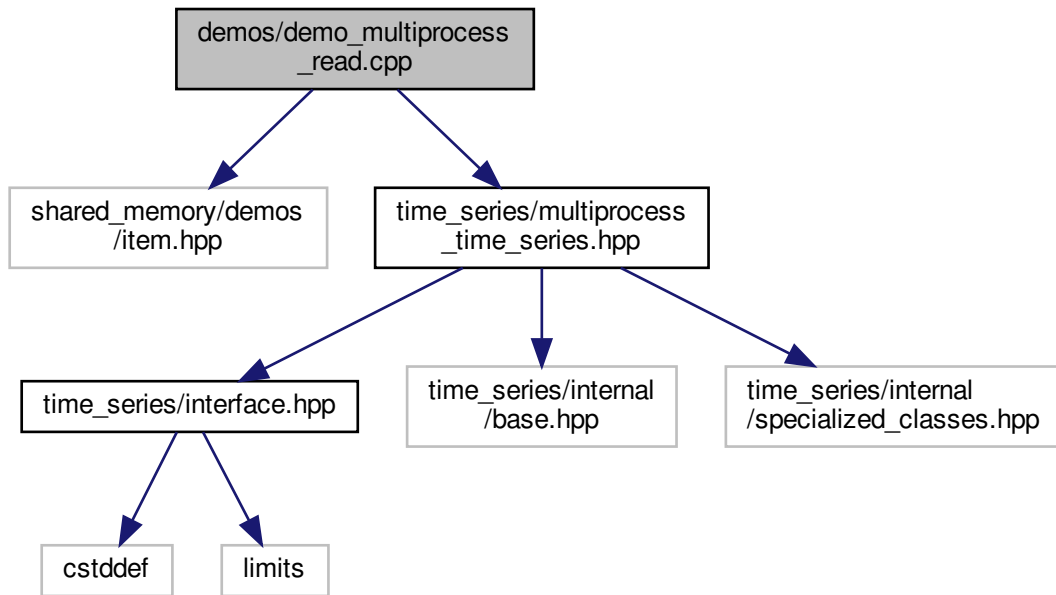 demos/demo_multiprocess
_read.cpp
shared_memory/demos
/item.hpp
time_series/multiprocess
_time_series.hpp
time_series/interface.hpp
time_series/internal
/base.hpp
time_series/internal
/specialized_classes.hpp
cstddef
limits